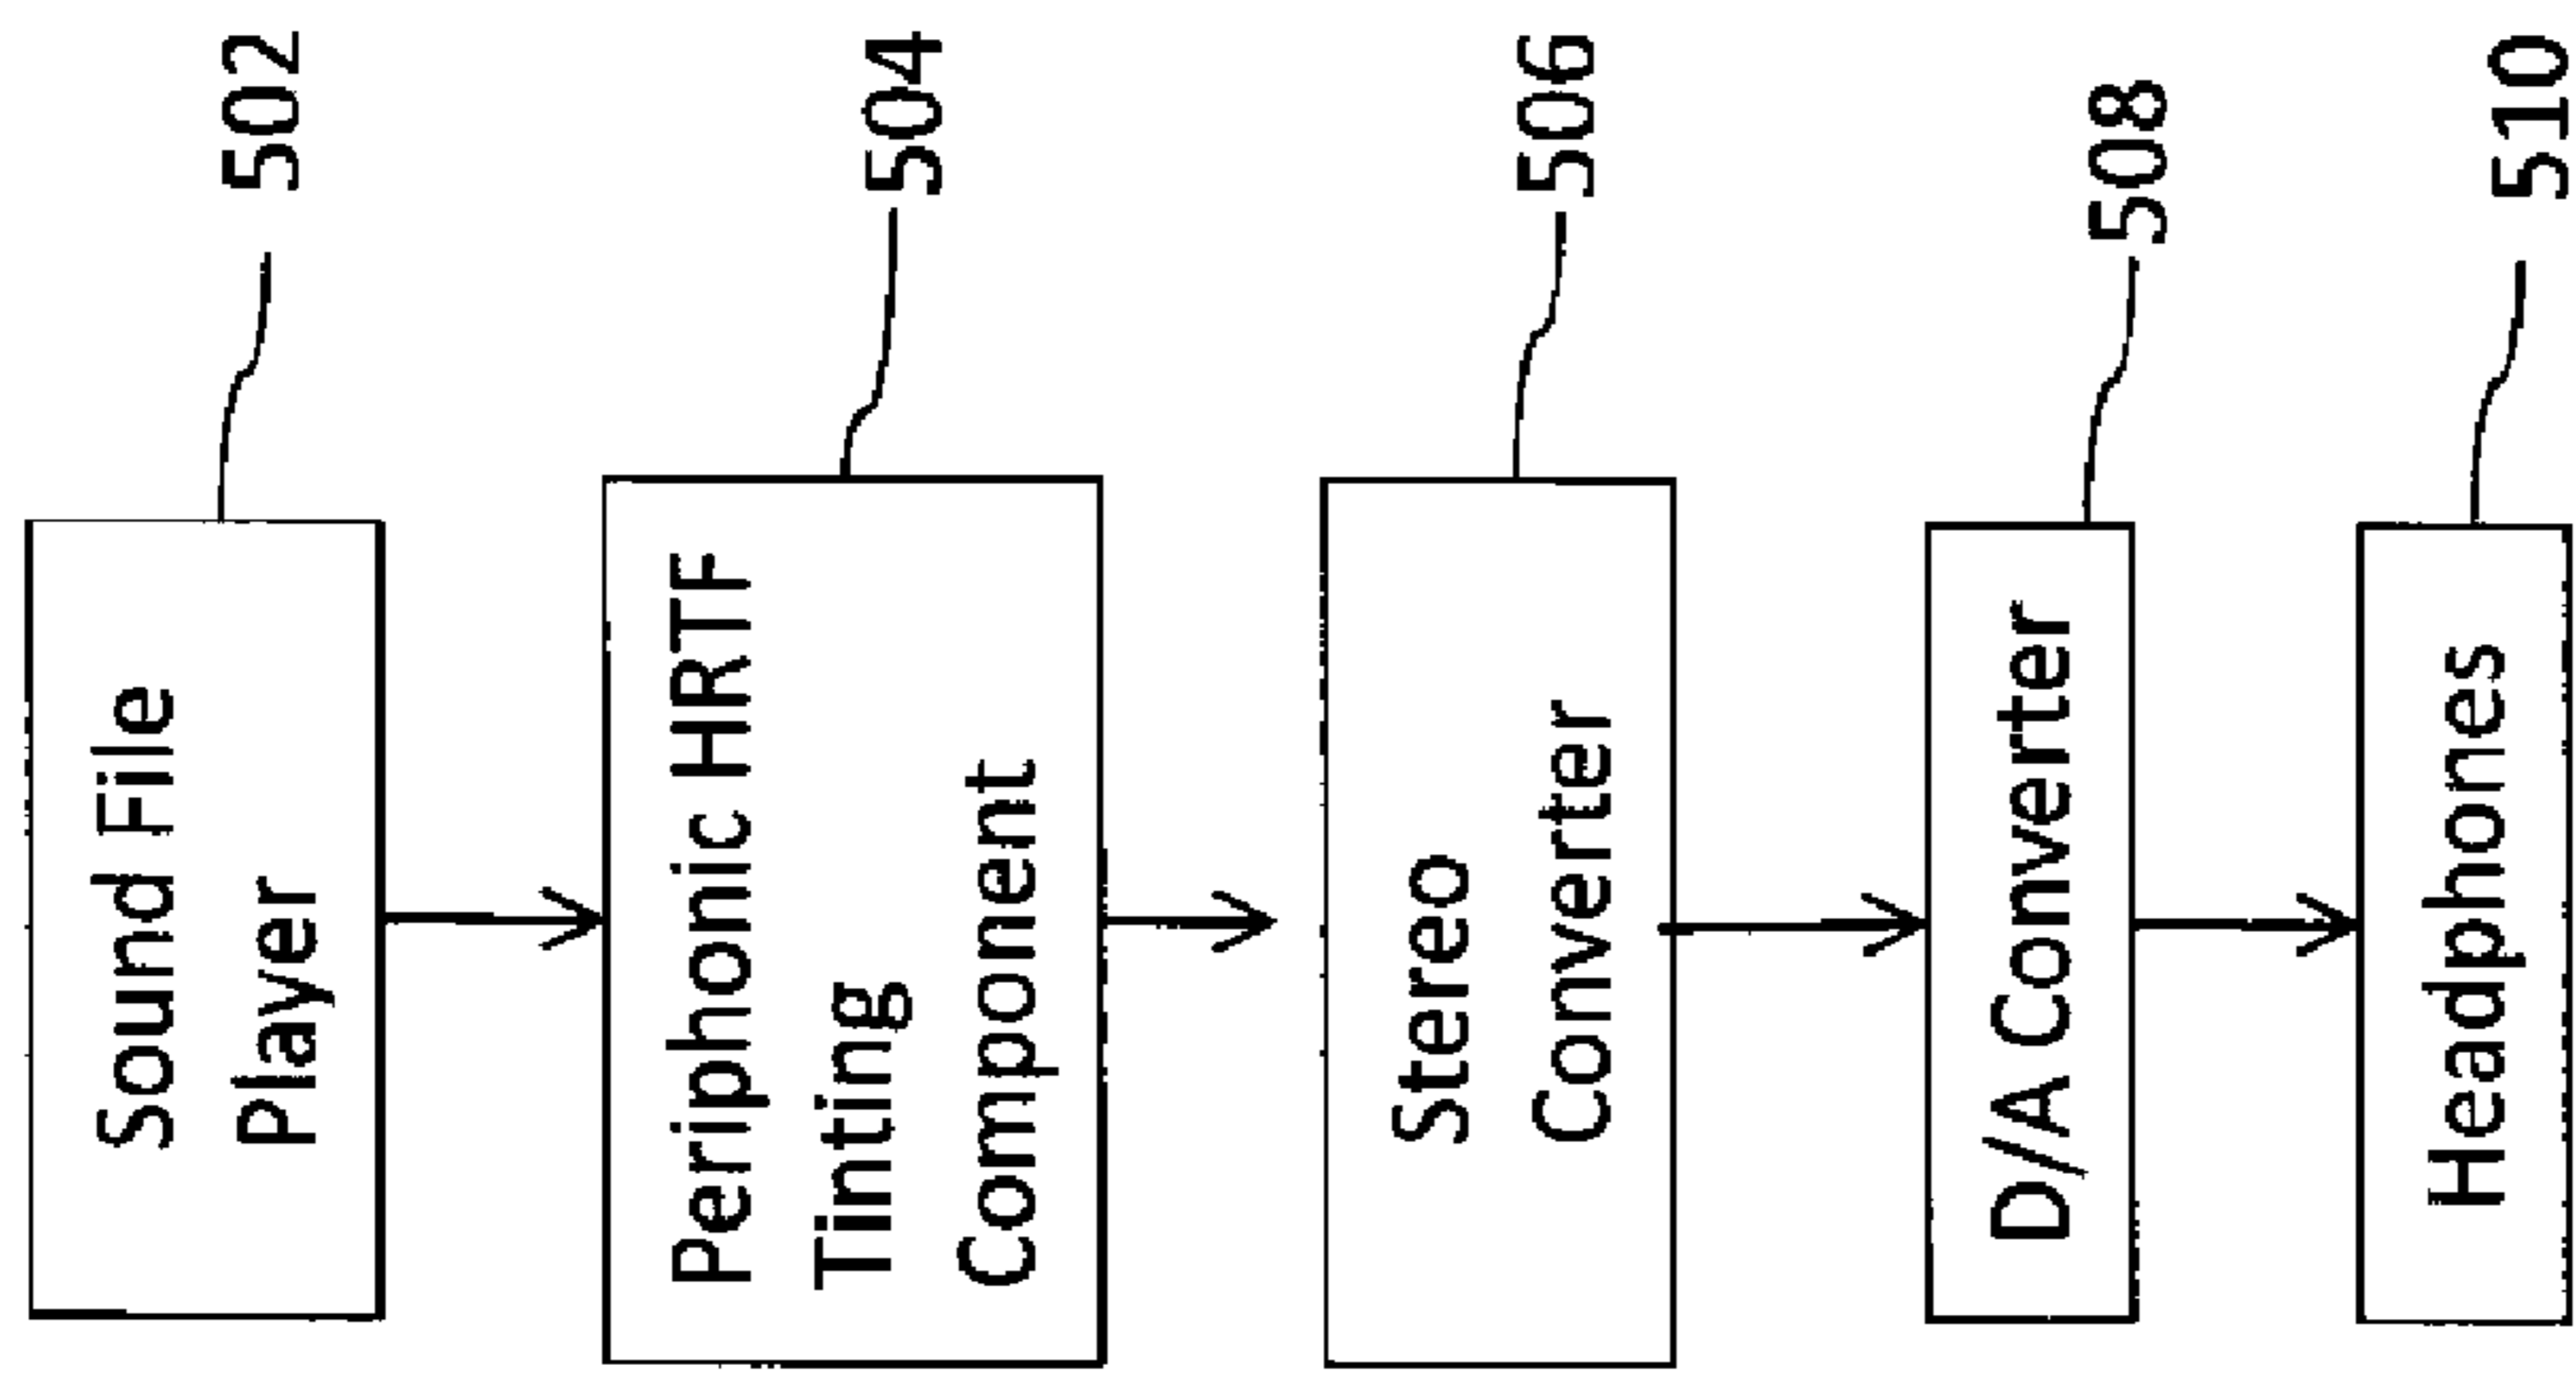 Sound File
Player
502
Periphonic HRTF
Tinting
Component
504
Stereo
Converter
506
D/A Converter
508
Headphones
510